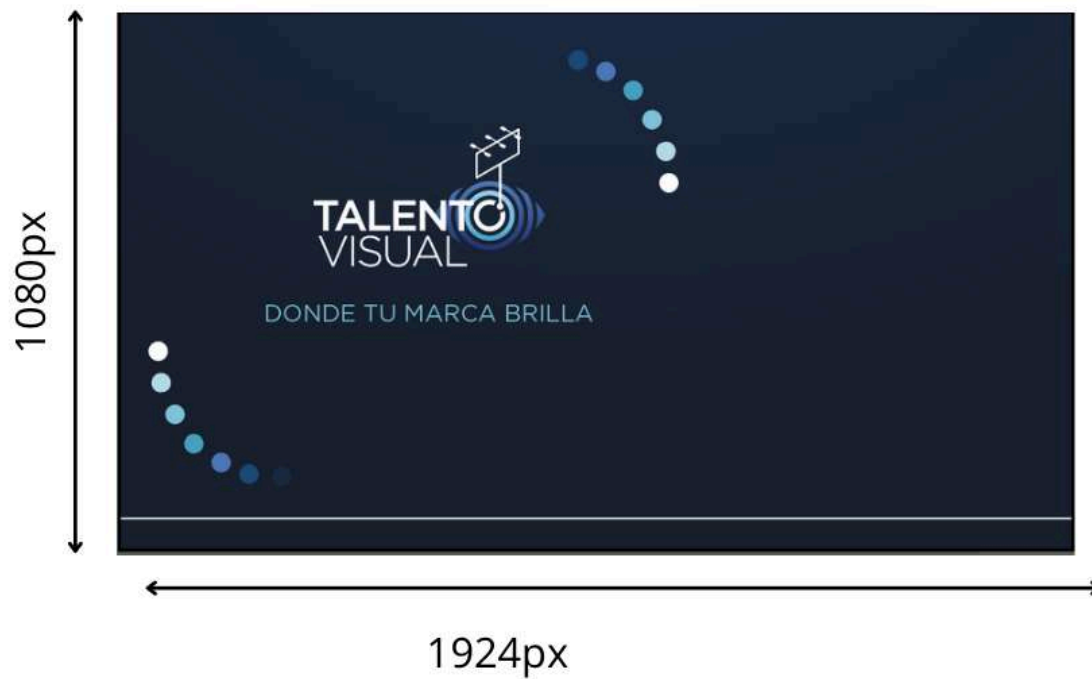 1080px
TALENTO
VISUAL
DONDE TU MARCA BRILLA
1924px